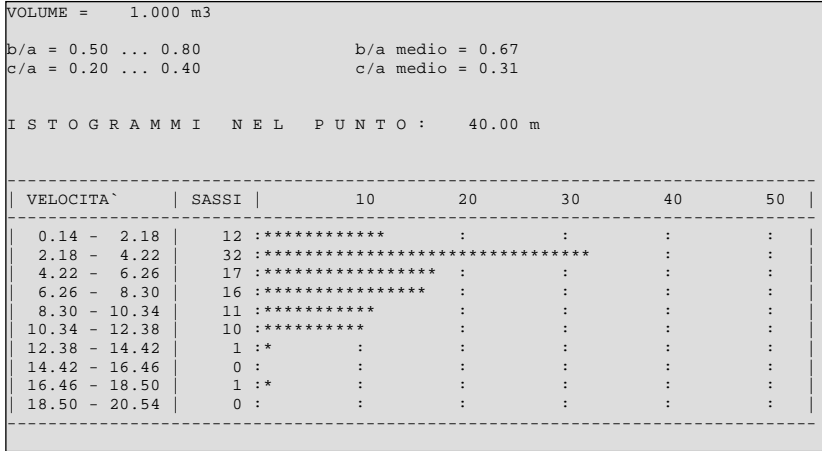 VOLUME =    1.000 m3
b/a = 0.50 ... 0.80               b/a medio = 0.67
c/a = 0.20 ... 0.40               c/a medio = 0.31
I S T O G R A M M I   N E L   P U N T O :    40.00 m
--------------------------------------------------------------------------------
| VELOCITA`     | SASSI |         10        20        30        40        50  |
--------------------------------------------------------------------------------
|  0.14 -  2.18 |    12 :************       :         :         :         :   |
|  2.18 -  4.22 |    32 :********************************       :         :   |
|  4.22 -  6.26 |    17 :*****************  :         :         :         :   |
|  6.26 -  8.30 |    16 :****************   :         :         :         :   |
|  8.30 - 10.34 |    11 :***********        :         :         :         :   |
| 10.34 - 12.38 |    10 :**********         :         :         :         :   |
| 12.38 - 14.42 |     1 :*        :         :         :         :         :   |
| 14.42 - 16.46 |     0 :         :         :         :         :         :   |
| 16.46 - 18.50 |     1 :*        :         :         :         :         :   |
| 18.50 - 20.54 |     0 :         :         :         :         :         :   |
--------------------------------------------------------------------------------